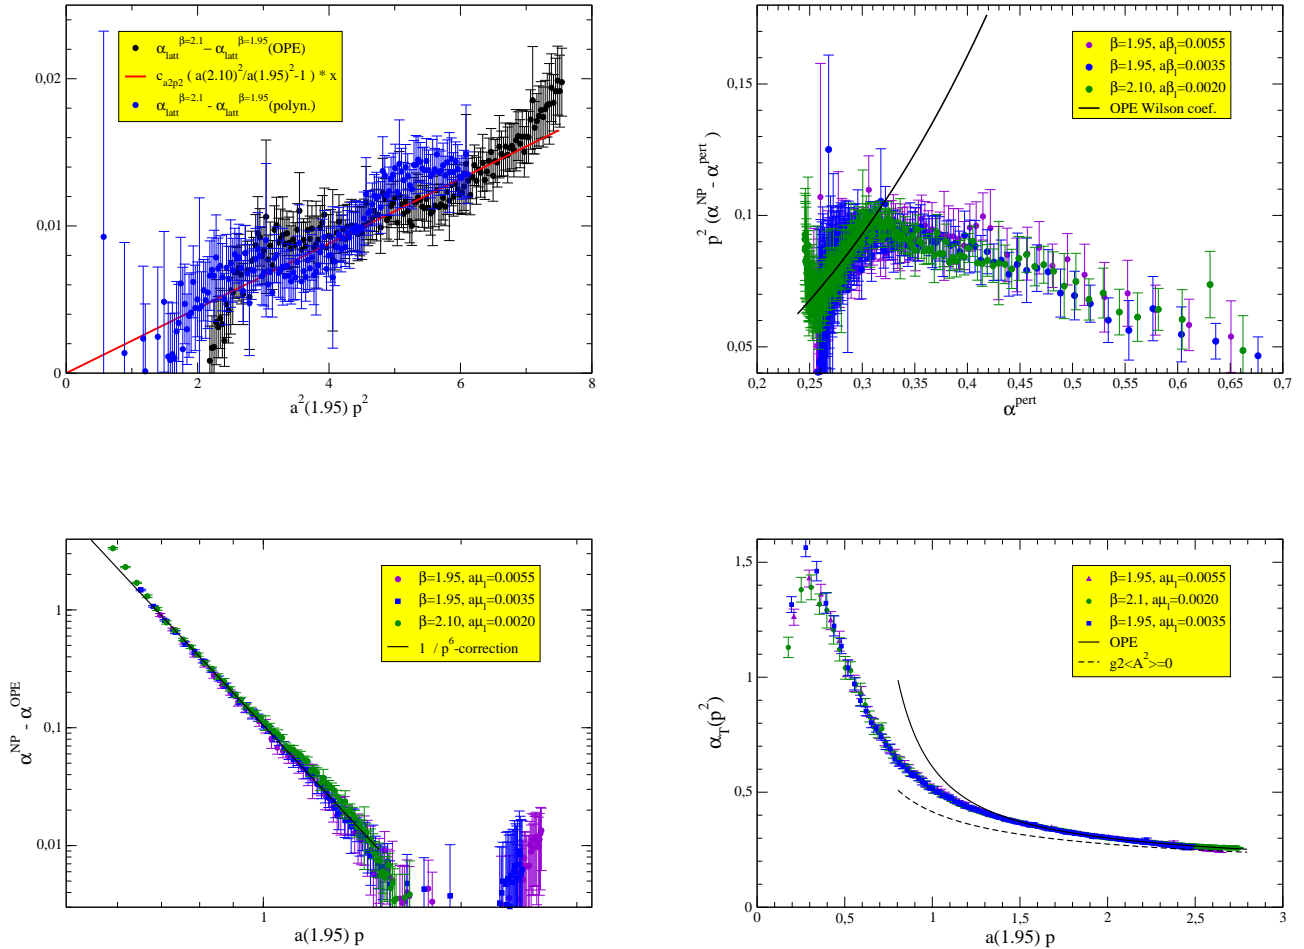 α_latt^β=2.1 − α_latt^β=1.95 (OPE)
c_a2p2 ( a(2.10)^2/a(1.95)^2-1 ) * x
α_latt^β=2.1 - α_latt^β=1.95 (polyn.)
0,02
0,01
0
0 2 4 6 8
a^2(1.95) p^2
β=1.95, aβ_l=0.0055
β=1.95, aβ_l=0.0035
β=2.10, aβ_l=0.0020
OPE Wilson coef.
p^2 (α^NP - α^pert)
0,15
0,1
0,05
0,2 0,25 0,3 0,35 0,4 0,45 0,5 0,55 0,6 0,65 0,7
α^pert
β=1.95, aμ_l=0.0055
β=1.95, aμ_l=0.0035
β=2.10, aμ_l=0.0020
1 / p^6-correction
α^NP - α^OPE
1
0,1
0,01
1
a(1.95) p
β=1.95, aμ_l=0.0055
β=2.1, aμ_l=0.0020
β=1.95, aμ_l=0.0035
OPE
g2<A^2>=0
α_T(p^2)
1,5
1
0,5
0
0 0,5 1 1,5 2 2,5 3
a(1.95) p